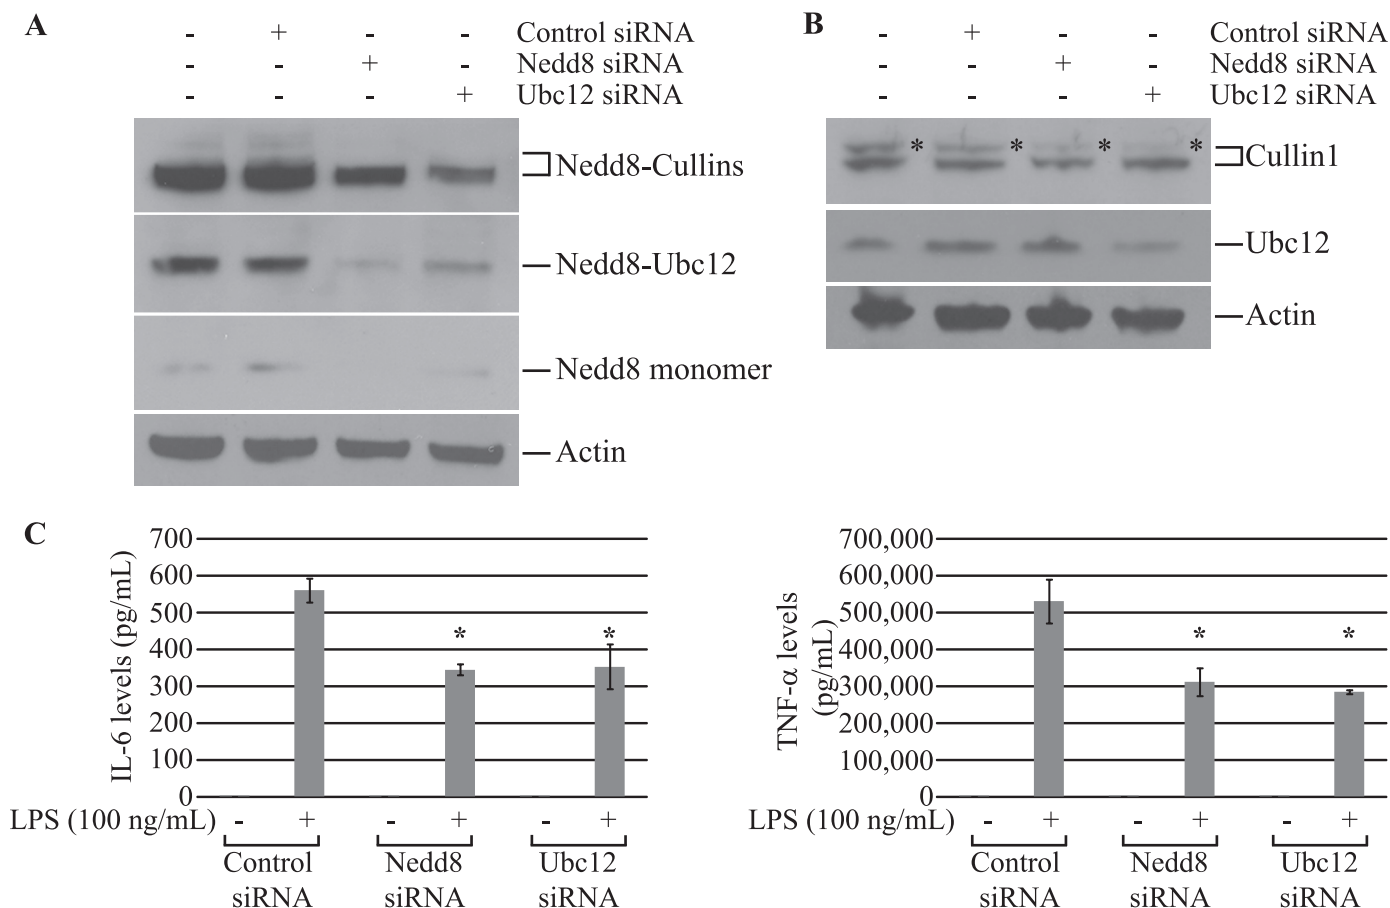 A
- + - - Control siRNA
- - + - Nedd8 siRNA
- - - + Ubc12 siRNA
Nedd8-Cullins
Nedd8-Ubc12
Nedd8 monomer
Actin
B
- + - - Control siRNA
- - + - Nedd8 siRNA
- - - + Ubc12 siRNA
* * * * Cullin1
Ubc12
Actin
C
IL-6 levels (pg/mL)
700
600
500
400
300
200
100
0
* *
LPS (100 ng/mL) - + - + - +
Control siRNA
Nedd8 siRNA
Ubc12 siRNA
TNF-α levels
(pg/mL)
700,000
600,000
500,000
400,000
300,000
200,000
100,000
0
* *
LPS (100 ng/mL) - + - + - +
Control siRNA
Nedd8 siRNA
Ubc12 siRNA